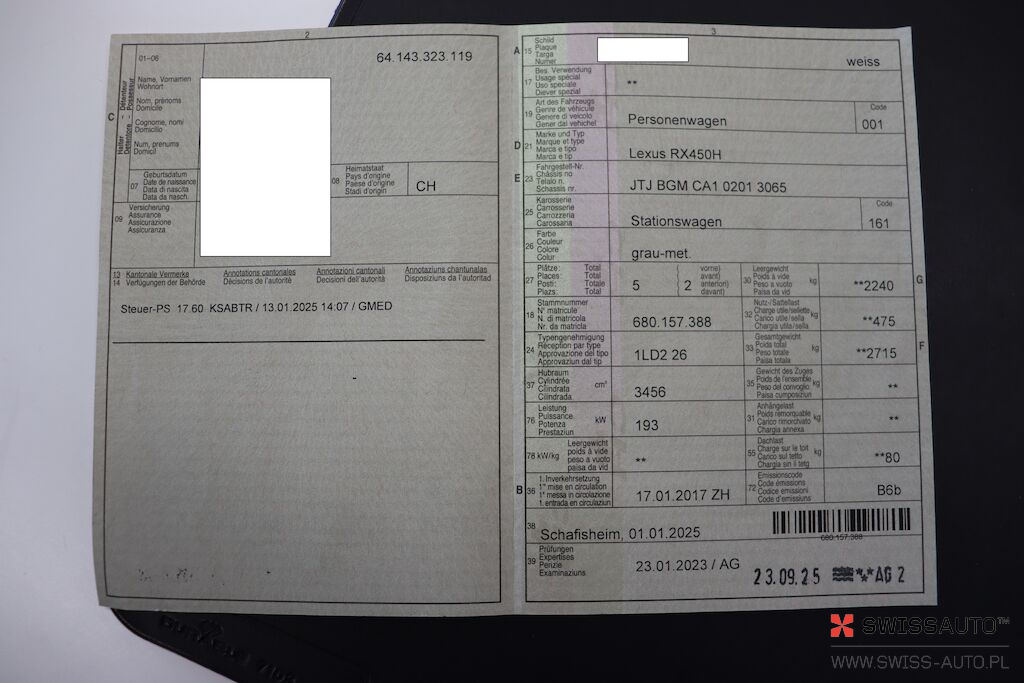 2
01-06
64.143.323.119
C
Halter - Détenteur
Detentore - Possessur
Name, Vornamen
Wohnort
Nom, prénoms
Domicile
Cognome, nomi
Domicilio
Num, prenums
Domicil
07
Geburtsdatum
Date de naissance
Data di nascita
Data da nasch.
08
Heimatstaat
Pays d'origine
Paese d'origine
Stadi d'origin
CH
09
Versicherung
Assurance
Assicurazione
Assicuranza
13 Kantonale Vermerke
14 Verfügungen der Behörde
Annotations cantonales
Décisions de l'autorité
Annotazioni cantonali
Decisioni dell'autorità
Annotaziuns chantunalas
Disposiziuns da l'autoritad
Steuer-PS 17.60 KSABTR / 13.01.2025 14:07 / GMED
3
A 15
Schild
Plaque
Targa
Numer
weiss
17
Bes. Verwendung
Usage spécial
Uso speciale
Diever spezial
**
19
Art des Fahrzeugs
Genre de véhicule
Genere di veicolo
Gener dal vehichel
Personenwagen
Code
001
D 21
Marke und Typ
Marque et type
Marca e tipo
Marca e tip
Lexus RX450H
E 23
Fahrgestell-Nr.
Châssis no
Telaio n.
Schassis nr.
JTJ BGM CA1 0201 3065
25
Karosserie
Carrosserie
Carrozzeria
Carossaria
Stationswagen
Code
161
26
Farbe
Couleur
Colore
Colur
grau-met.
27
Plätze: Total
Places: Total
Posti: Totale
Plazs: Total
5
2
vorne)
avant)
anteriori)
davant)
30
Leergewicht
Poids à vide
Peso a vuoto
Paisa da vid
kg
**2240
G
18
Stammnummer
N° matricule
N. di matricola
Nr. da matricla
680.157.388
32
Nutz-/Sattellast
Charge utile/sellette
Carico utile/sella
Chargia utila/sella
kg
**475
24
Typengenehmigung
Réception par type
Approvazione del tipo
Approvaziun dal tip
1LD2 26
33
Gesamtgewicht
Poids total
Peso totale
Paisa totala
kg
**2715
F
37
Hubraum
Cylindrée
Cilindrata
Cilindrada
cm³
3456
35
Gewicht des Zuges
Poids de l'ensemble
Peso del convoglio
Paisa cumposiziun
kg
**
76
Leistung
Puissance
Potenza
Prestaziun
kW
193
31
Anhängelast
Poids remorquable
Carico rimorchiato
Chargia annexa
kg
**
78 kW/kg
Leergewicht
poids à vide
peso a vuoto
paisa da vid
**
55
Dachlast
Charge sur le toit
Carico sul tetto
Chargia sin il tetg
kg
**80
B 36
1. Inverkehrsetzung
1re mise en circulation
1a messa in circolazione
1. entrada en circulaziun
17.01.2017 ZH
72
Emissionscode
Code émissions
Codice emissioni
Code d'emissiuns
B6b
38
Schafisheim, 01.01.2025
680.157.388
39
Prüfungen
Expertises
Perizie
Examinaziuns
23.01.2023 / AG
23.09.25
AG 2
SWISSAUTO™
WWW.SWISS-AUTO.PL